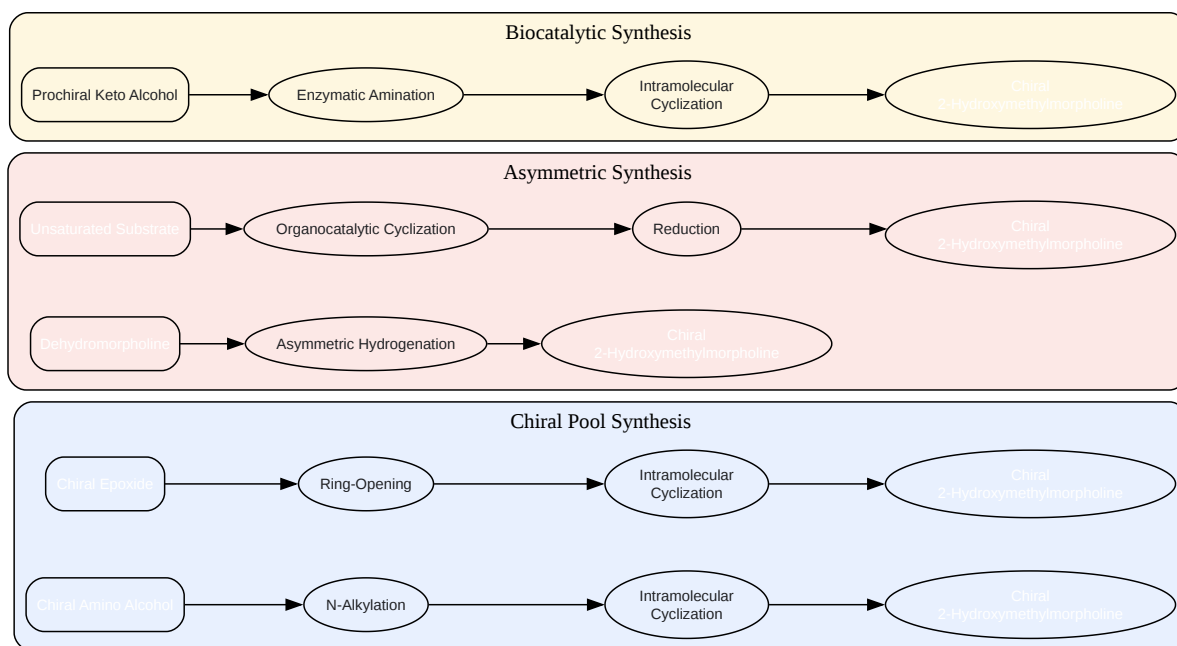 Biocatalytic Synthesis
Prochiral Keto Alcohol
Enzymatic Amination
Intramolecular
Cyclization
Chiral
2-Hydroxymethylmorpholine
Asymmetric Synthesis
Unsaturated Substrate
Organocatalytic Cyclization
Reduction
Chiral
2-Hydroxymethylmorpholine
Dehydromorpholine
Asymmetric Hydrogenation
Chiral
2-Hydroxymethylmorpholine
Chiral Pool Synthesis
Chiral Epoxide
Ring-Opening
Intramolecular
Cyclization
Chiral
2-Hydroxymethylmorpholine
Chiral Amino Alcohol
N-Alkylation
Intramolecular
Cyclization
Chiral
2-Hydroxymethylmorpholine